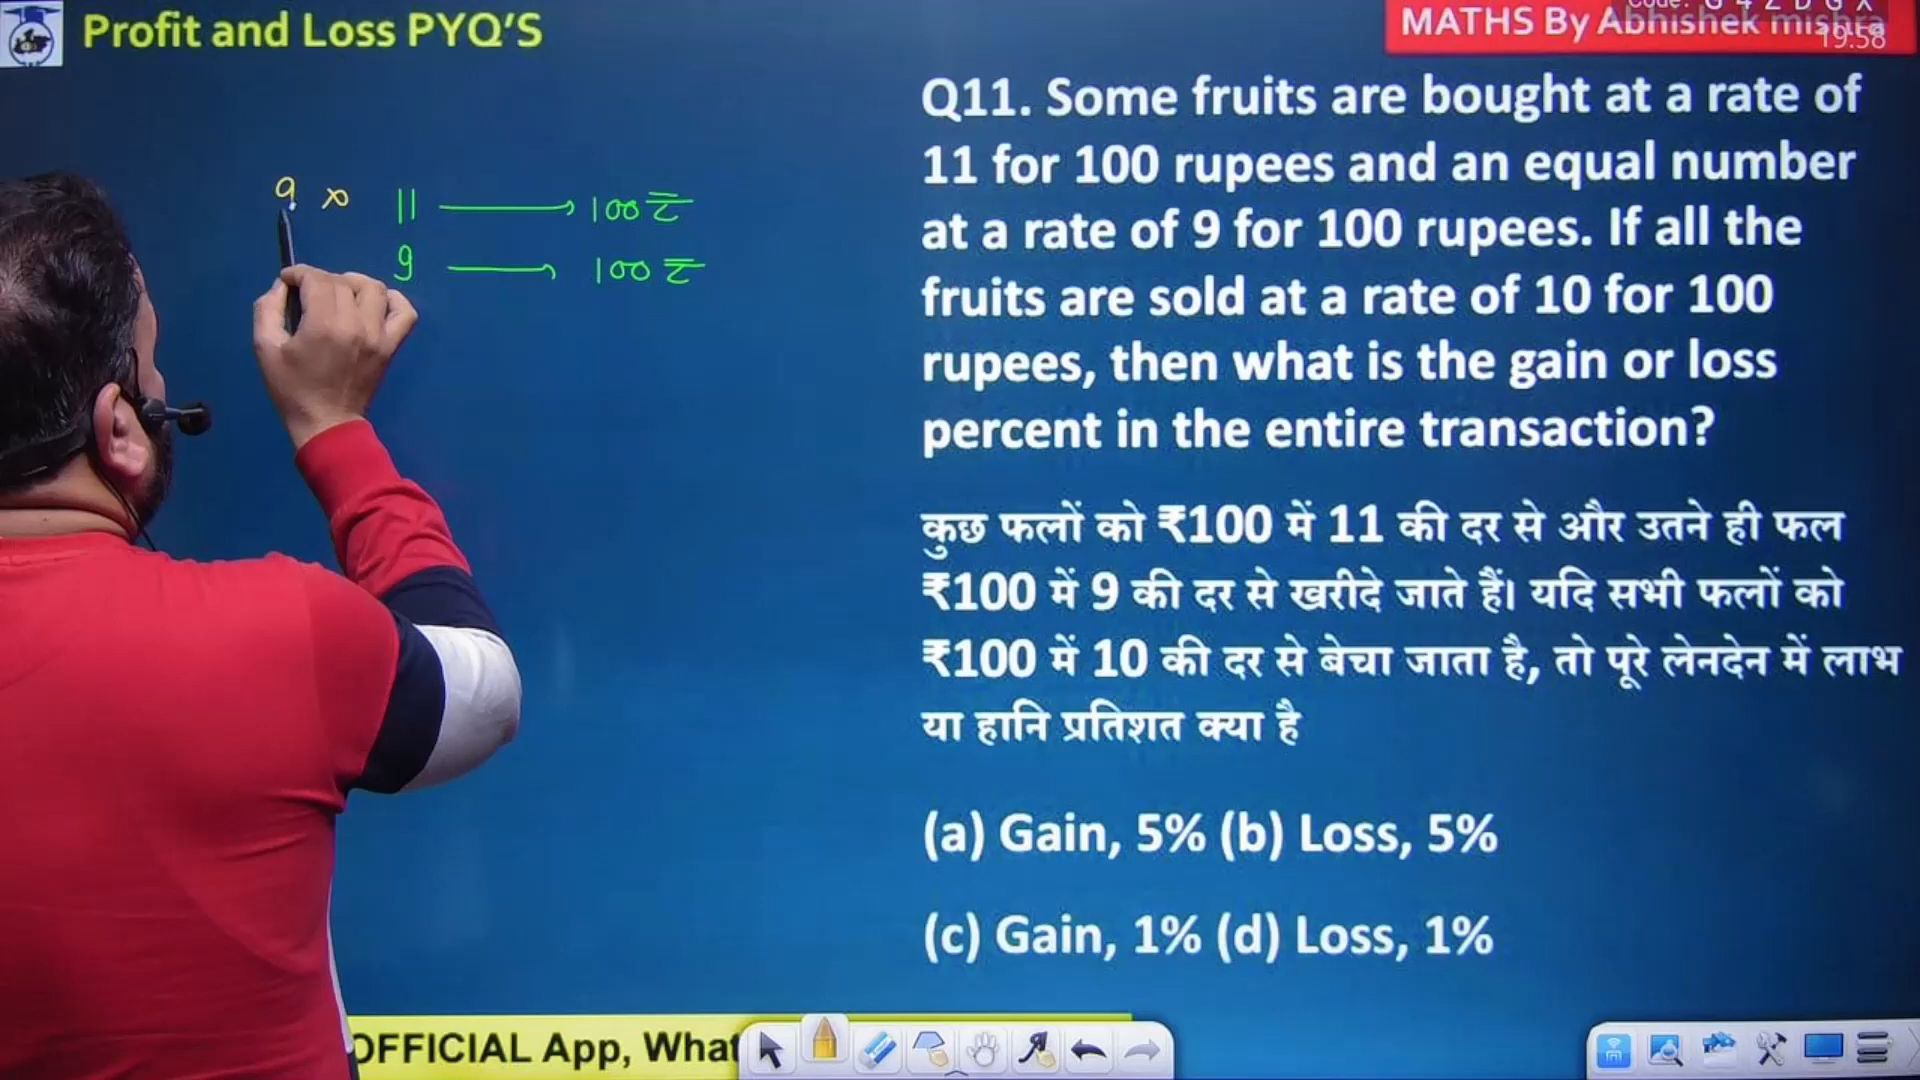 Profit and Loss PYQ'S
Code: G 4 Z D G X
MATHS By Abhishek mishra
19:58
Q11. Some fruits are bought at a rate of
11 for 100 rupees and an equal number
at a rate of 9 for 100 rupees. If all the
fruits are sold at a rate of 10 for 100
rupees, then what is the gain or loss
percent in the entire transaction?
9 × 11 → 100 ₹
9 → 100 ₹
कुछ फलों को ₹100 में 11 की दर से और उतने ही फल
₹100 में 9 की दर से खरीदे जाते हैं। यदि सभी फलों को
₹100 में 10 की दर से बेचा जाता है, तो पूरे लेनदेन में लाभ
या हानि प्रतिशत क्या है
(a) Gain, 5% (b) Loss, 5%
(c) Gain, 1% (d) Loss, 1%
OFFICIAL App, What